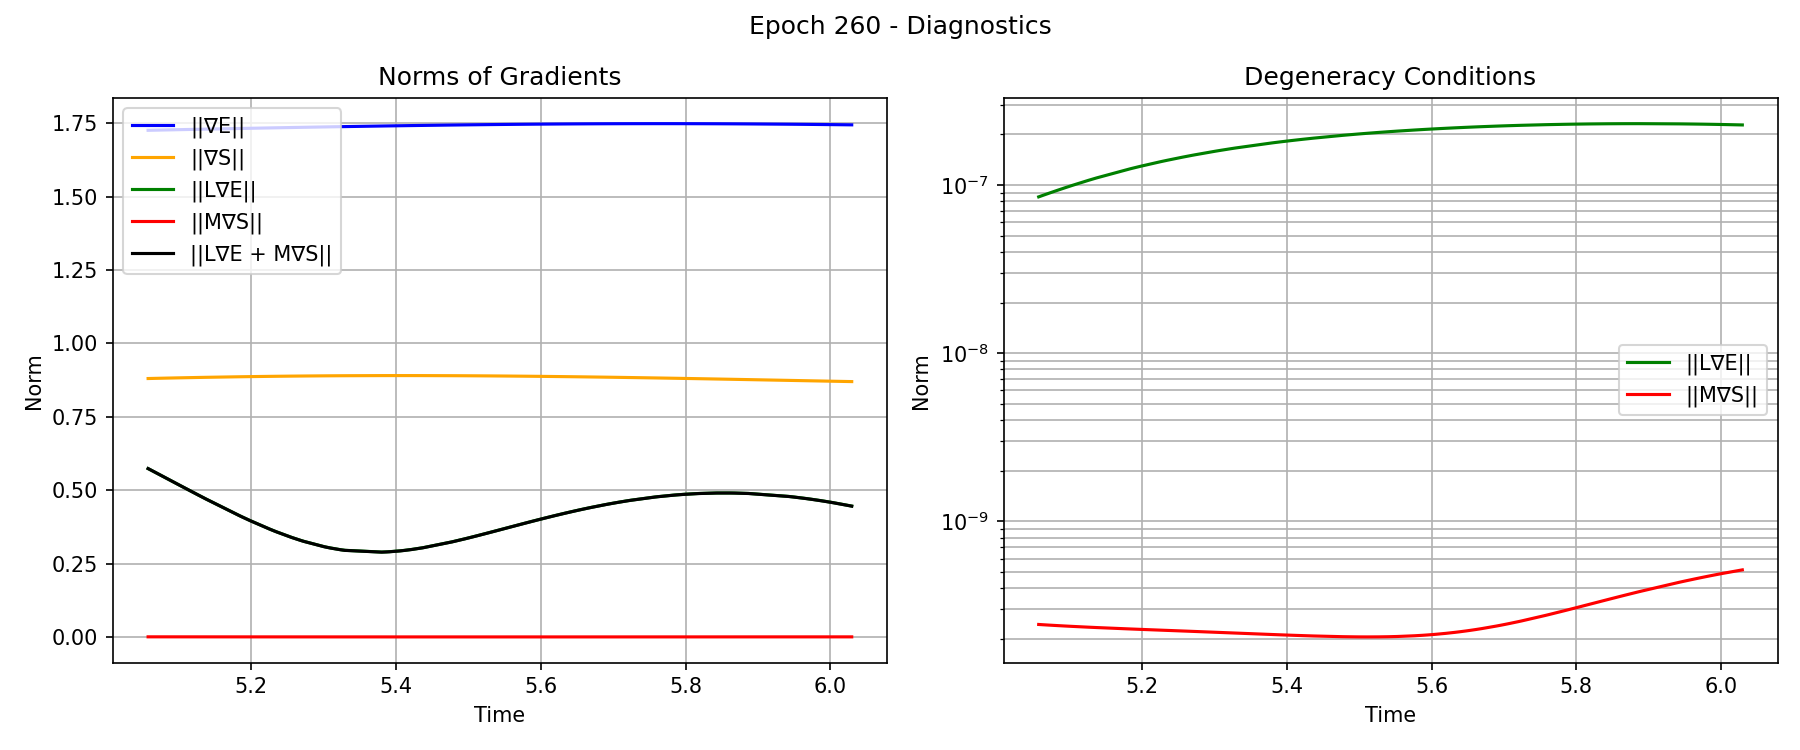 Epoch 260 - Diagnostics
Norms of Gradients
1.75
1.50
1.25
1.00
0.75
0.50
0.25
0.00
Norm
||∇E||
||∇S||
||L∇E||
||M∇S||
||L∇E + M∇S||
5.2 5.4 5.6 5.8 6.0
Time
Degeneracy Conditions
10⁻⁷
10⁻⁸
10⁻⁹
Norm
||L∇E||
||M∇S||
5.2 5.4 5.6 5.8 6.0
Time